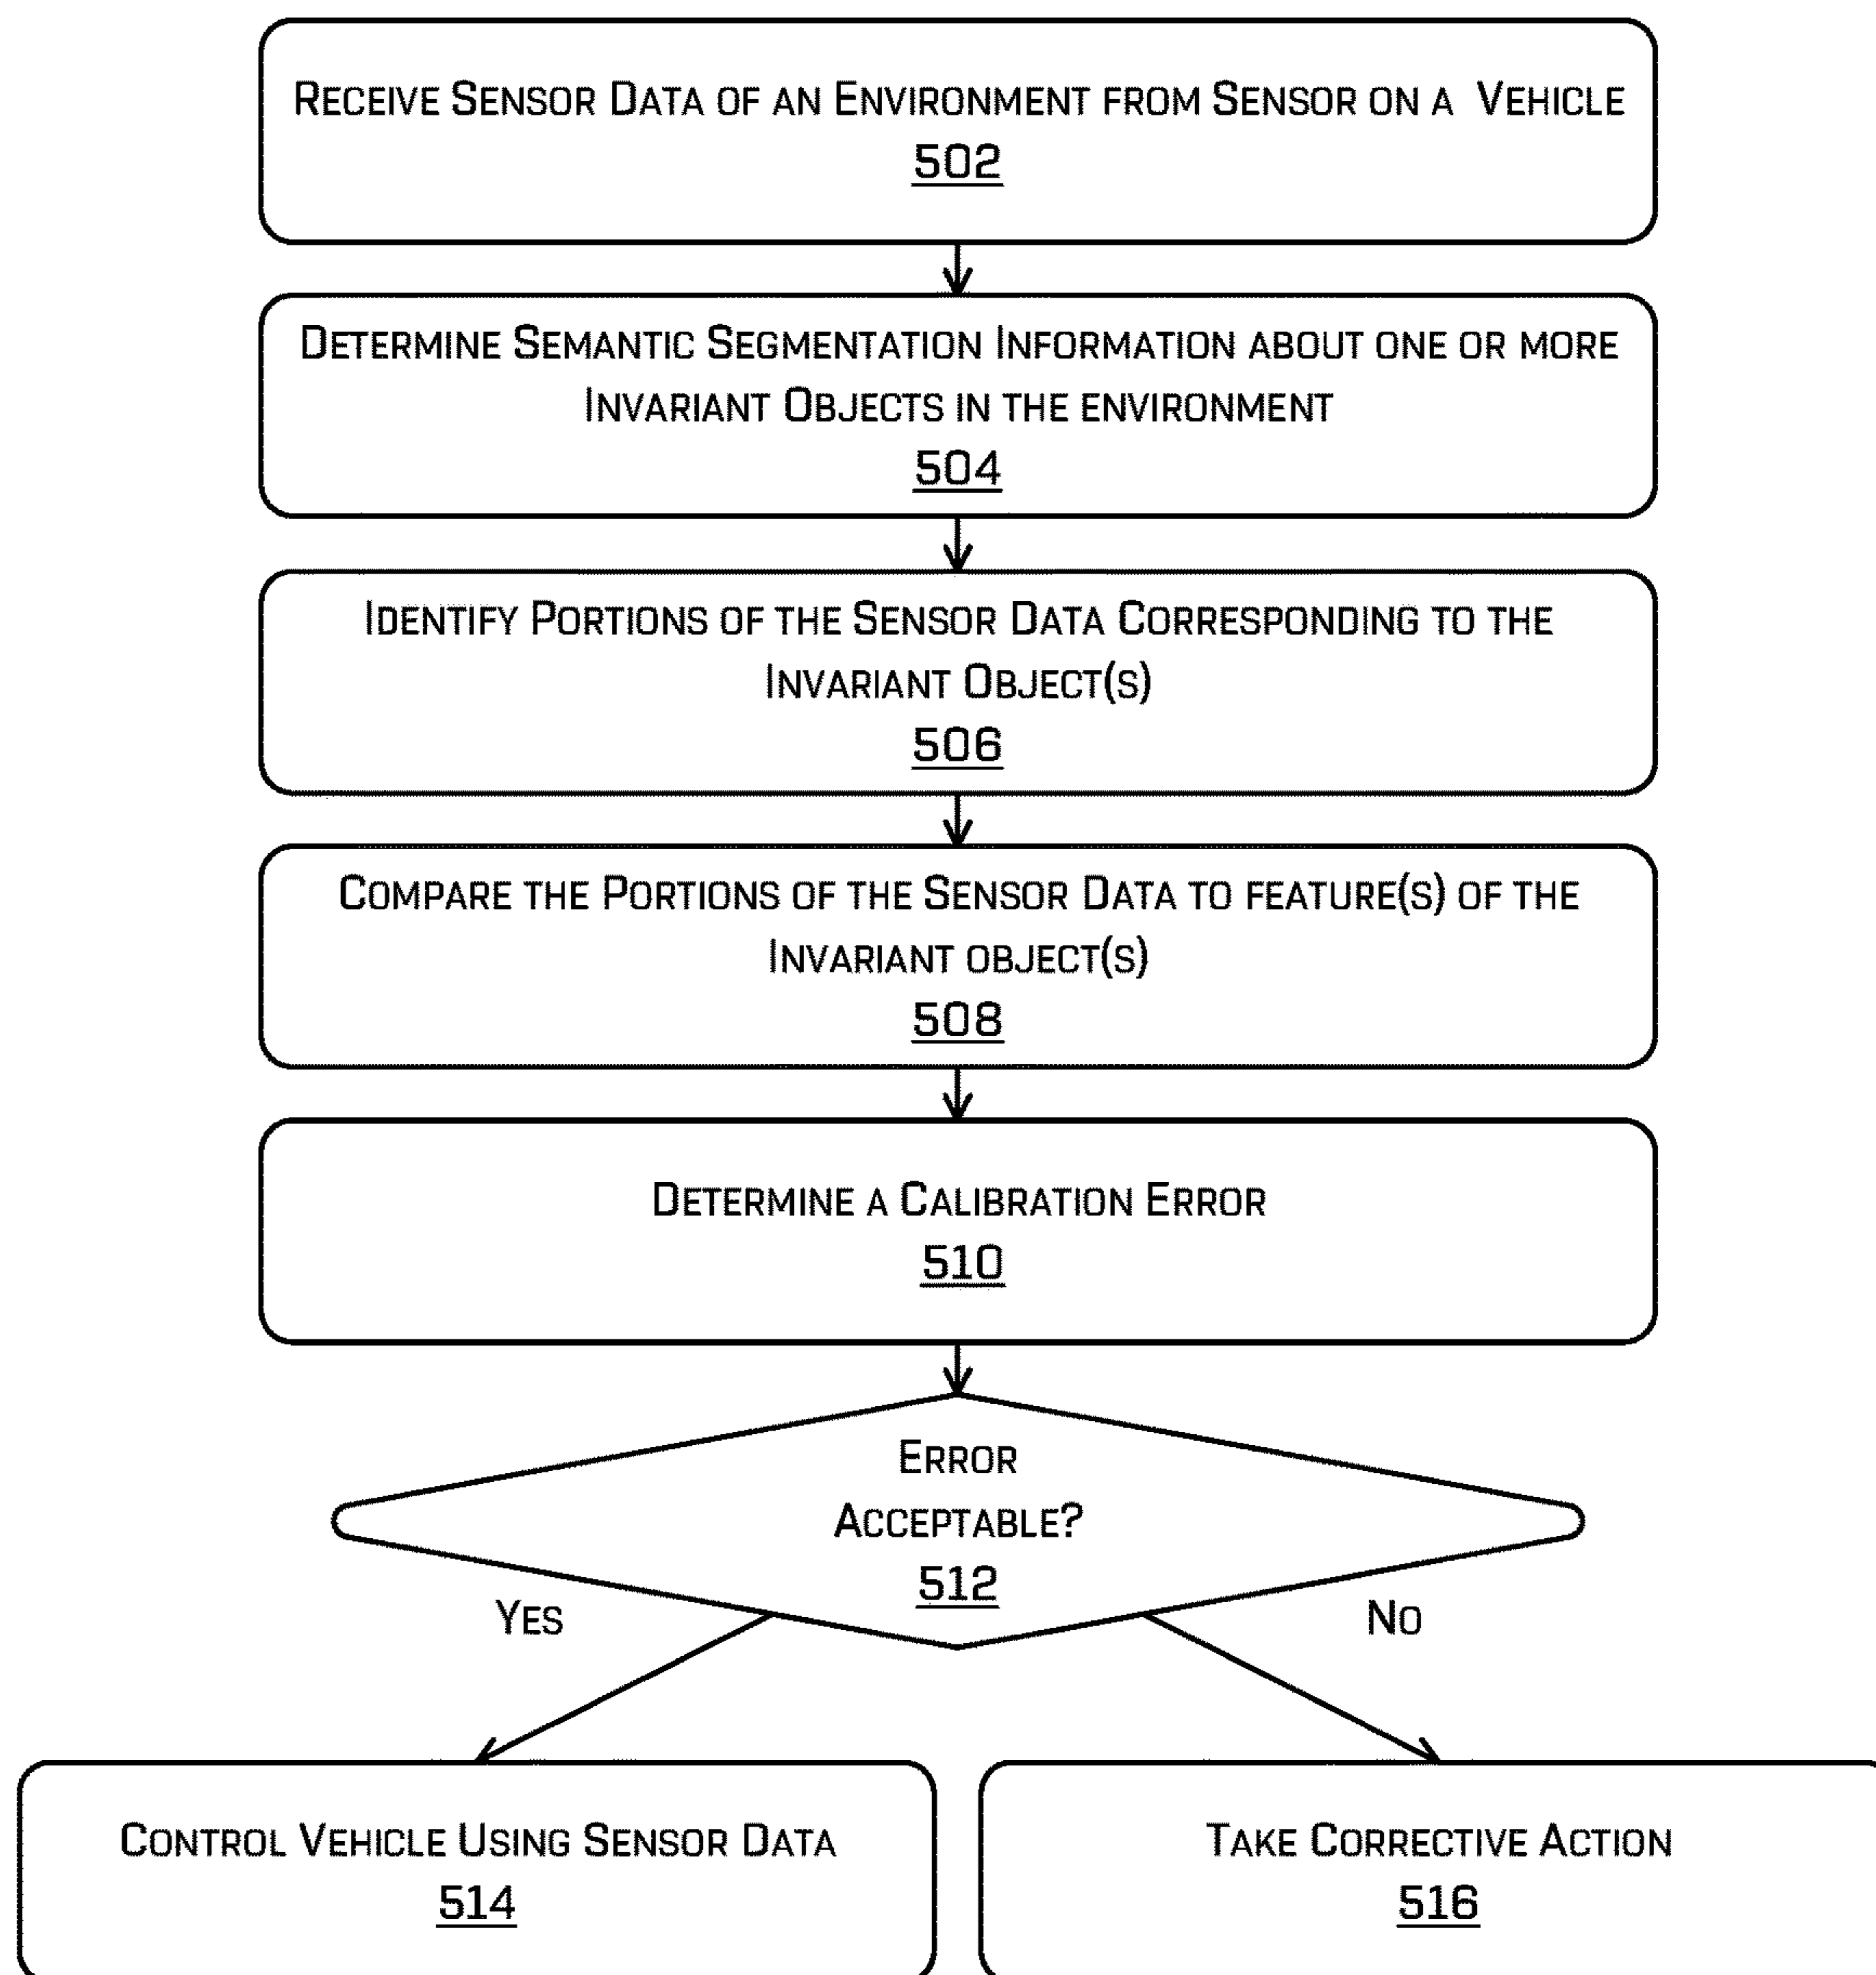 Receive Sensor Data of an Environment from Sensor on a Vehicle
502
Determine Semantic Segmentation Information about one or more
Invariant Objects in the environment
504
Identify Portions of the Sensor Data Corresponding to the
Invariant Object(s)
506
Compare the Portions of the Sensor Data to feature(s) of the
Invariant object(s)
508
Determine a Calibration Error
510
Error
Acceptable?
512
Yes
No
Control Vehicle Using Sensor Data
514
Take Corrective Action
516